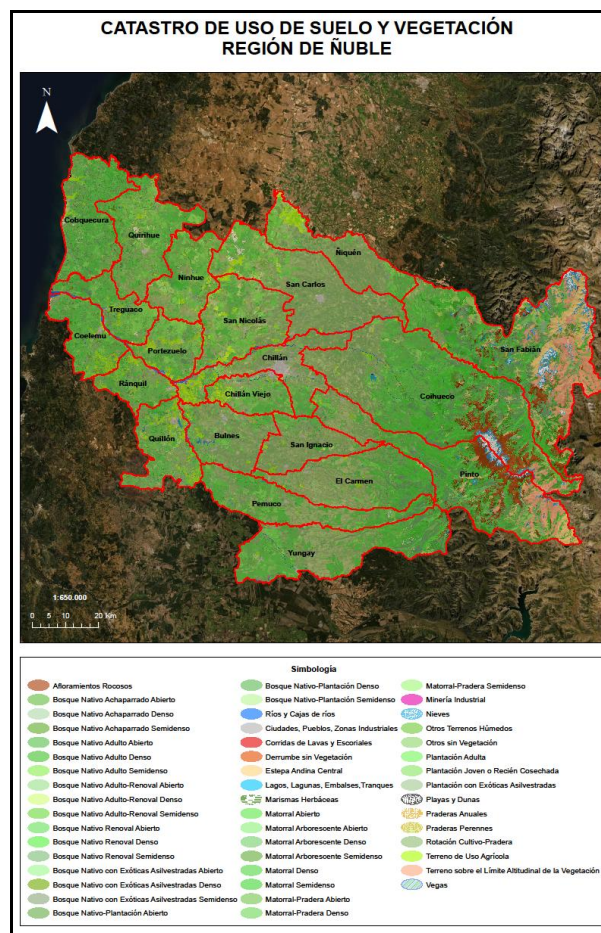 CATASTRO DE USO DE SUELO Y VEGETACIÓN
REGIÓN DE ÑUBLE
N
Cobquecura
Quirihue
Ñiquén
Ninhue
San Carlos
Treguaco
San Nicolás
San Fabián
Coelemu
Portezuelo
Chillán
Ránquil
Chillán Viejo
Coihueco
Quillón
Bulnes
San Ignacio
El Carmen
Pinto
Pemuco
Yungay
1:650.000
0 5 10 20 Km
Simbología
Afloramientos Rocosos
Bosque Nativo Achaparrado Abierto
Bosque Nativo Achaparrado Denso
Bosque Nativo Achaparrado Semidenso
Bosque Nativo Adulto Abierto
Bosque Nativo Adulto Denso
Bosque Nativo Adulto Semidenso
Bosque Nativo Adulto-Renoval Abierto
Bosque Nativo Adulto-Renoval Denso
Bosque Nativo Adulto-Renoval Semidenso
Bosque Nativo Renoval Abierto
Bosque Nativo Renoval Denso
Bosque Nativo Renoval Semidenso
Bosque Nativo con Exóticas Asilvestradas Abierto
Bosque Nativo con Exóticas Asilvestradas Denso
Bosque Nativo con Exóticas Asilvestradas Semidenso
Bosque Nativo-Plantación Abierto
Bosque Nativo-Plantación Denso
Bosque Nativo-Plantación Semidenso
Ríos y Cajas de ríos
Ciudades, Pueblos, Zonas Industriales
Corridas de Lavas y Escoriales
Derrumbe sin Vegetación
Estepa Andina Central
Lagos, Lagunas, Embalses,Tranques
Marismas Herbáceas
Matorral Abierto
Matorral Arborescente Abierto
Matorral Arborescente Denso
Matorral Arborescente Semidenso
Matorral Denso
Matorral Semidenso
Matorral-Pradera Abierto
Matorral-Pradera Denso
Matorral-Pradera Semidenso
Minería Industrial
Nieves
Otros Terrenos Húmedos
Otros sin Vegetación
Plantación Adulta
Plantación Joven o Recién Cosechada
Plantación con Exóticas Asilvestradas
Playas y Dunas
Praderas Anuales
Praderas Perennes
Rotación Cultivo-Pradera
Terreno de Uso Agrícola
Terreno sobre el Límite Altitudinal de la Vegetación
Vegas